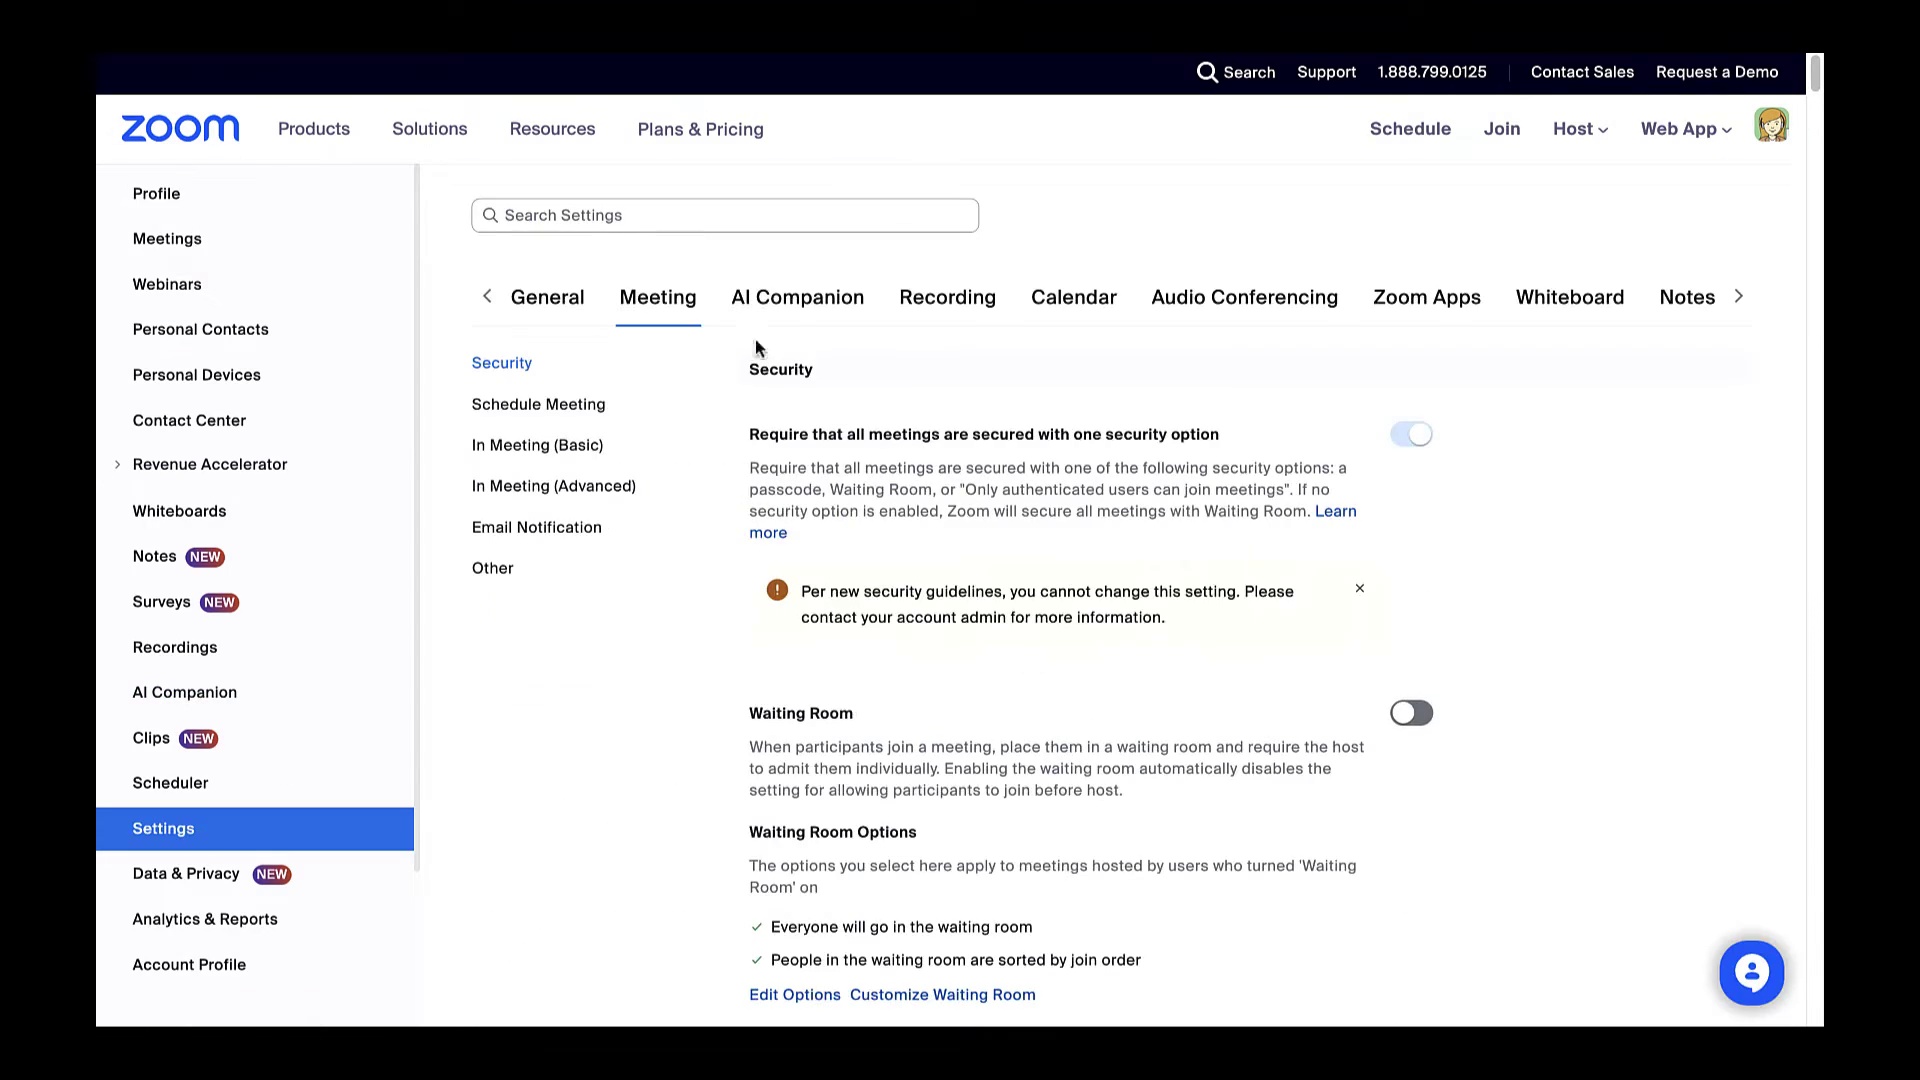 Search Support 1.888.799.0125 Contact Sales Request a Demo
zoom Products Solutions Resources Plans & Pricing Schedule Join Host Web App
Profile
Meetings
Webinars
Personal Contacts
Personal Devices
Contact Center
Revenue Accelerator
Whiteboards
Notes NEW
Surveys NEW
Recordings
AI Companion
Clips NEW
Scheduler
Settings
Data & Privacy NEW
Analytics & Reports
Account Profile
Search Settings
General Meeting AI Companion Recording Calendar Audio Conferencing Zoom Apps Whiteboard Notes
Security
Schedule Meeting
In Meeting (Basic)
In Meeting (Advanced)
Email Notification
Other
Security
Require that all meetings are secured with one security option
Require that all meetings are secured with one of the following security options: a
passcode, Waiting Room, or "Only authenticated users can join meetings". If no
security option is enabled, Zoom will secure all meetings with Waiting Room. Learn
more
Per new security guidelines, you cannot change this setting. Please
contact your account admin for more information.
Waiting Room
When participants join a meeting, place them in a waiting room and require the host
to admit them individually. Enabling the waiting room automatically disables the
setting for allowing participants to join before host.
Waiting Room Options
The options you select here apply to meetings hosted by users who turned 'Waiting
Room' on
Everyone will go in the waiting room
People in the waiting room are sorted by join order
Edit Options Customize Waiting Room